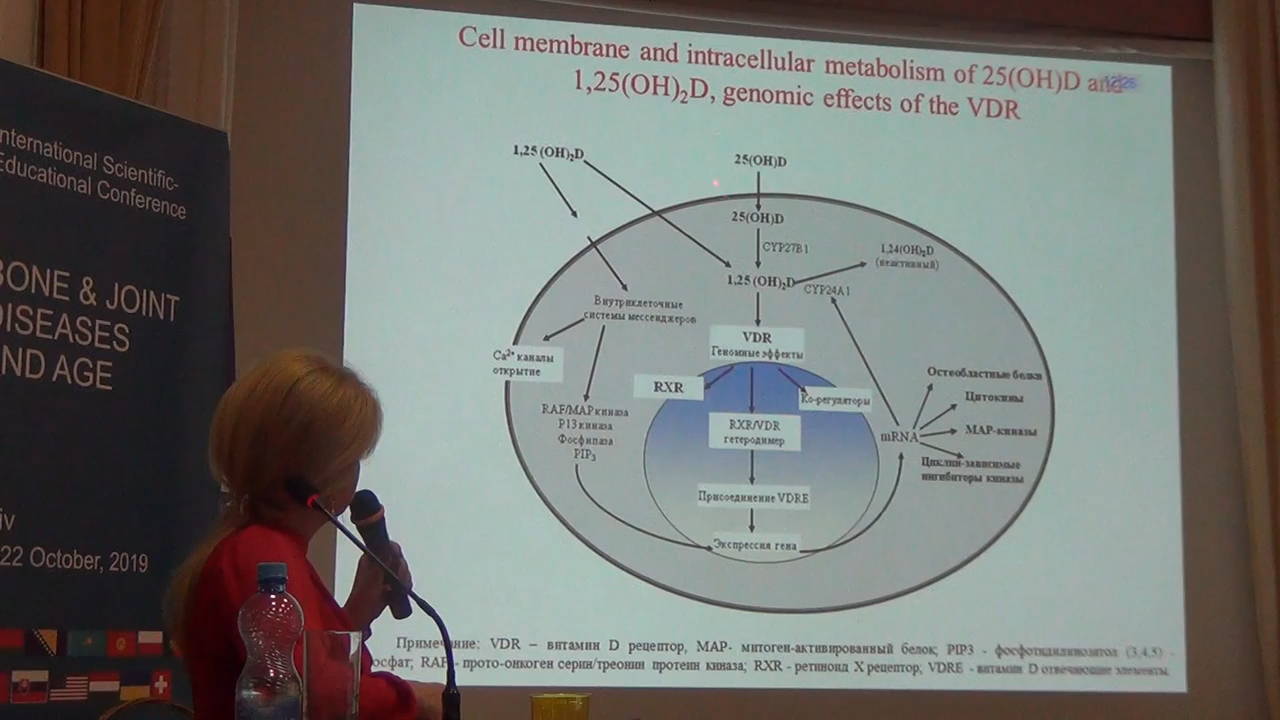 nternational Scientific-
Educational Conference
BONE & JOINT
DISEASES
AND AGE
iv
22 October, 2019
Cell membrane and intracellular metabolism of 25(OH)D and
1,25(OH)₂D, genomic effects of the VDR
1,25 (OH)₂D
25(OH)D
25(OH)D
CYP27B1
1,24(OH)₂D
(неактивный)
1,25 (OH)₂D
CYP24A1
Внутриклеточные
системы мессенджеров
VDR
Геномные эффекты
Ca²⁺ каналы
открытие
RXR
Ко-регуляторы
Остеобластные белки
Цитокины
MAP-киназы
Циклин-зависимые
ингибиторы киназы
mRNA
RAF/MAP киназа
P13 киназа
Фосфипаза
PIP₃
RXR/VDR
гетеродимер
Присоединение VDRE
Экспрессия гена
Примечание: VDR – витамин D рецептор, MAP- митоген-активированный белок, PIP3 - фосфотидилинозитол (3,4,5) -
осфат; RAF - прото-онкоген серин/треонин протеин киназа; RXR - ретиноид X рецептор; VDRE - витамин D отвечающие элементы